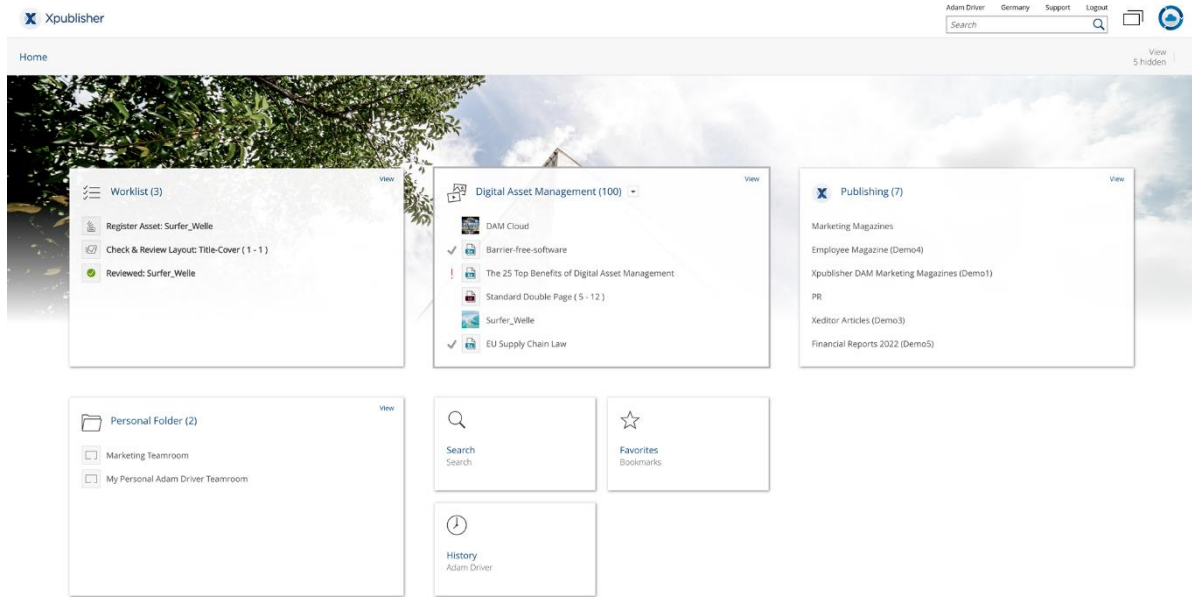 Xpublisher
Adam Driver Germany Support Logout
Search
Home
View
5 hidden
Worklist (3)
View
Register Asset: Surfer_Welle
Check & Review Layout: Title-Cover ( 1 - 1 )
Reviewed: Surfer_Welle
Digital Asset Management (100)
View
DAM Cloud
Barrier-free-software
The 25 Top Benefits of Digital Asset Management
Standard Double Page ( 5 - 12 )
Surfer_Welle
EU Supply Chain Law
X Publishing (7)
View
Marketing Magazines
Employee Magazine (Demo4)
Xpublisher DAM Marketing Magazines (Demo1)
PR
Xeditor Articles (Demo3)
Financial Reports 2022 (Demo5)
Personal Folder (2)
View
Marketing Teamroom
My Personal Adam Driver Teamroom
Search
Search
Favorites
Bookmarks
History
Adam Driver